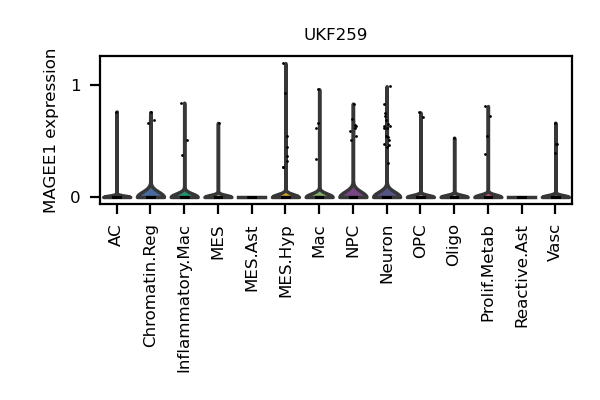 UKF259
MAGEE1 expression
1
0
AC
Chromatin.Reg
Inflammatory.Mac
MES
MES.Ast
MES.Hyp
Mac
NPC
Neuron
OPC
Oligo
Prolif.Metab
Reactive.Ast
Vasc